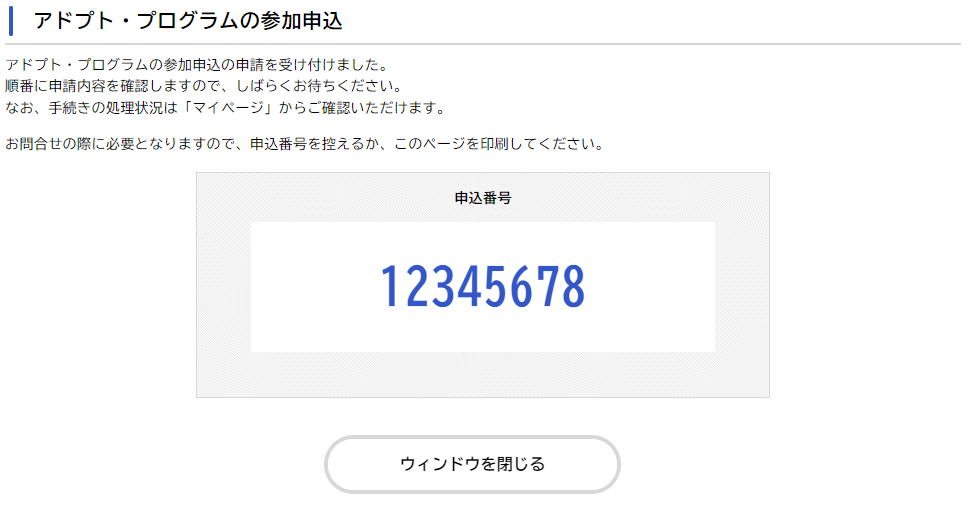 アドプト・プログラムの参加申込
アドプト・プログラムの参加申込の申請を受け付けました。
順番に申請内容を確認しますので、しばらくお待ちください。
なお、手続きの処理状況は「マイページ」からご確認いただけます。
お問合せの際に必要となりますので、申込番号を控えるか、このページを印刷してください。
申込番号
12345678
ウィンドウを閉じる